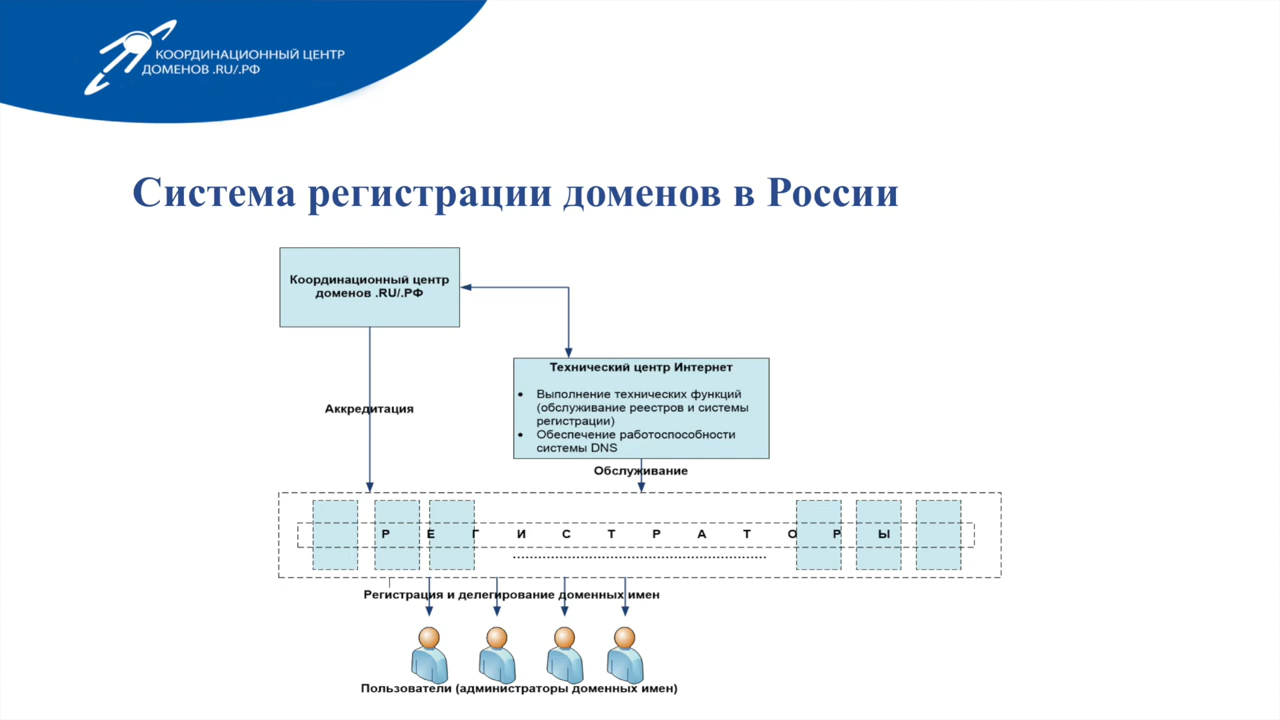 КООРДИНАЦИОННЫЙ ЦЕНТР
ДОМЕНОВ .RU/.РФ
Система регистрации доменов в России
Координационный центр
доменов .RU/.РФ
Технический центр Интернет
• Выполнение технических функций
(обслуживание реестров и системы
регистрации)
• Обеспечение работоспособности
системы DNS
Аккредитация
Обслуживание
Р Е Г И С Т Р А Т О Р Ы
Регистрация и делегирование доменных имен
Пользователи (администраторы доменных имен)